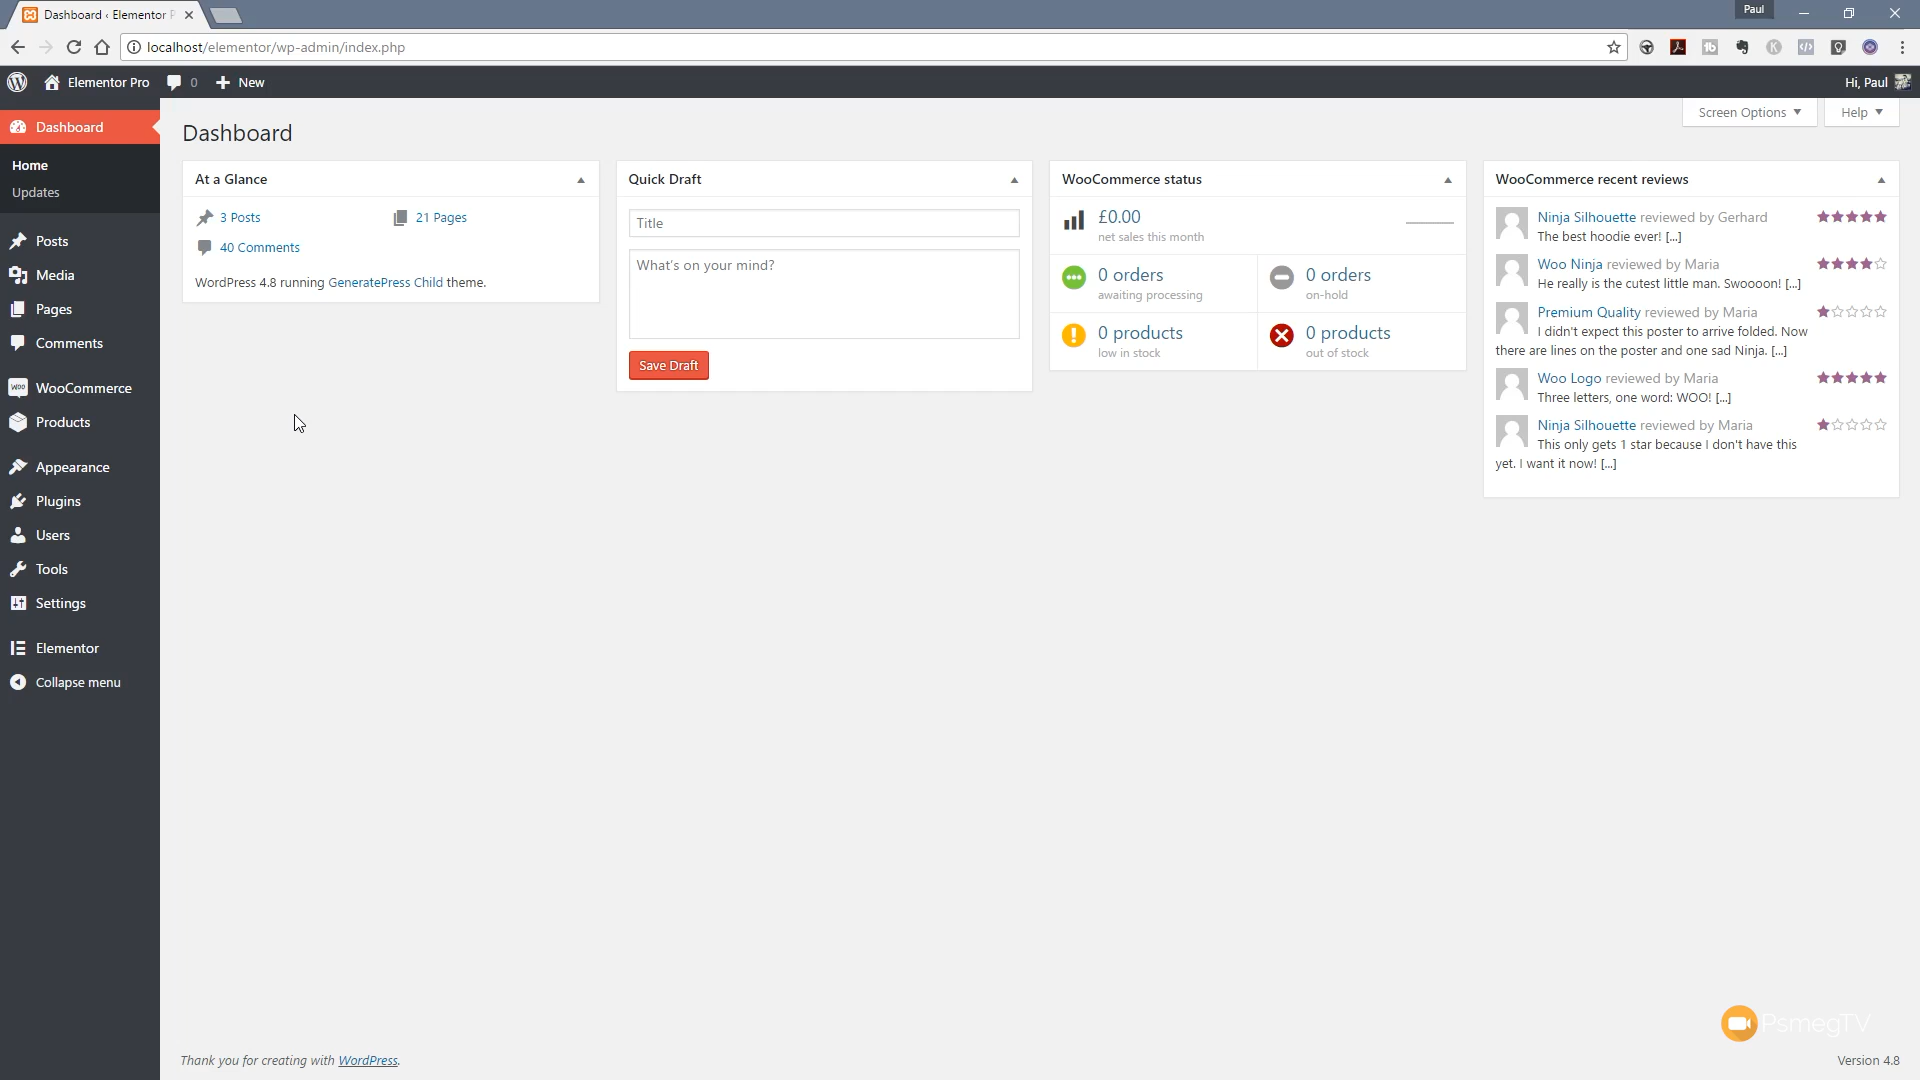 Dashboard ‹ Elementor P
Paul
localhost/elementor/wp-admin/index.php
Elementor Pro
0
New
Hi, Paul
Dashboard
Home
Updates
Posts
Media
Pages
Comments
WooCommerce
Products
Appearance
Plugins
Users
Tools
Settings
Elementor
Collapse menu
Screen Options
Help
Dashboard
At a Glance
3 Posts
21 Pages
40 Comments
WordPress 4.8 running GeneratePress Child theme.
Quick Draft
Title
What's on your mind?
Save Draft
WooCommerce status
£0.00
net sales this month
0 orders
awaiting processing
0 orders
on-hold
0 products
low in stock
0 products
out of stock
WooCommerce recent reviews
Ninja Silhouette reviewed by Gerhard
The best hoodie ever! [...]
Woo Ninja reviewed by Maria
He really is the cutest little man. Swoooon! [...]
Premium Quality reviewed by Maria
I didn't expect this poster to arrive folded. Now
there are lines on the poster and one sad Ninja. [...]
Woo Logo reviewed by Maria
Three letters, one word: WOO! [...]
Ninja Silhouette reviewed by Maria
This only gets 1 star because I don't have this
yet. I want it now! [...]
PsmegTV
Thank you for creating with WordPress.
Version 4.8